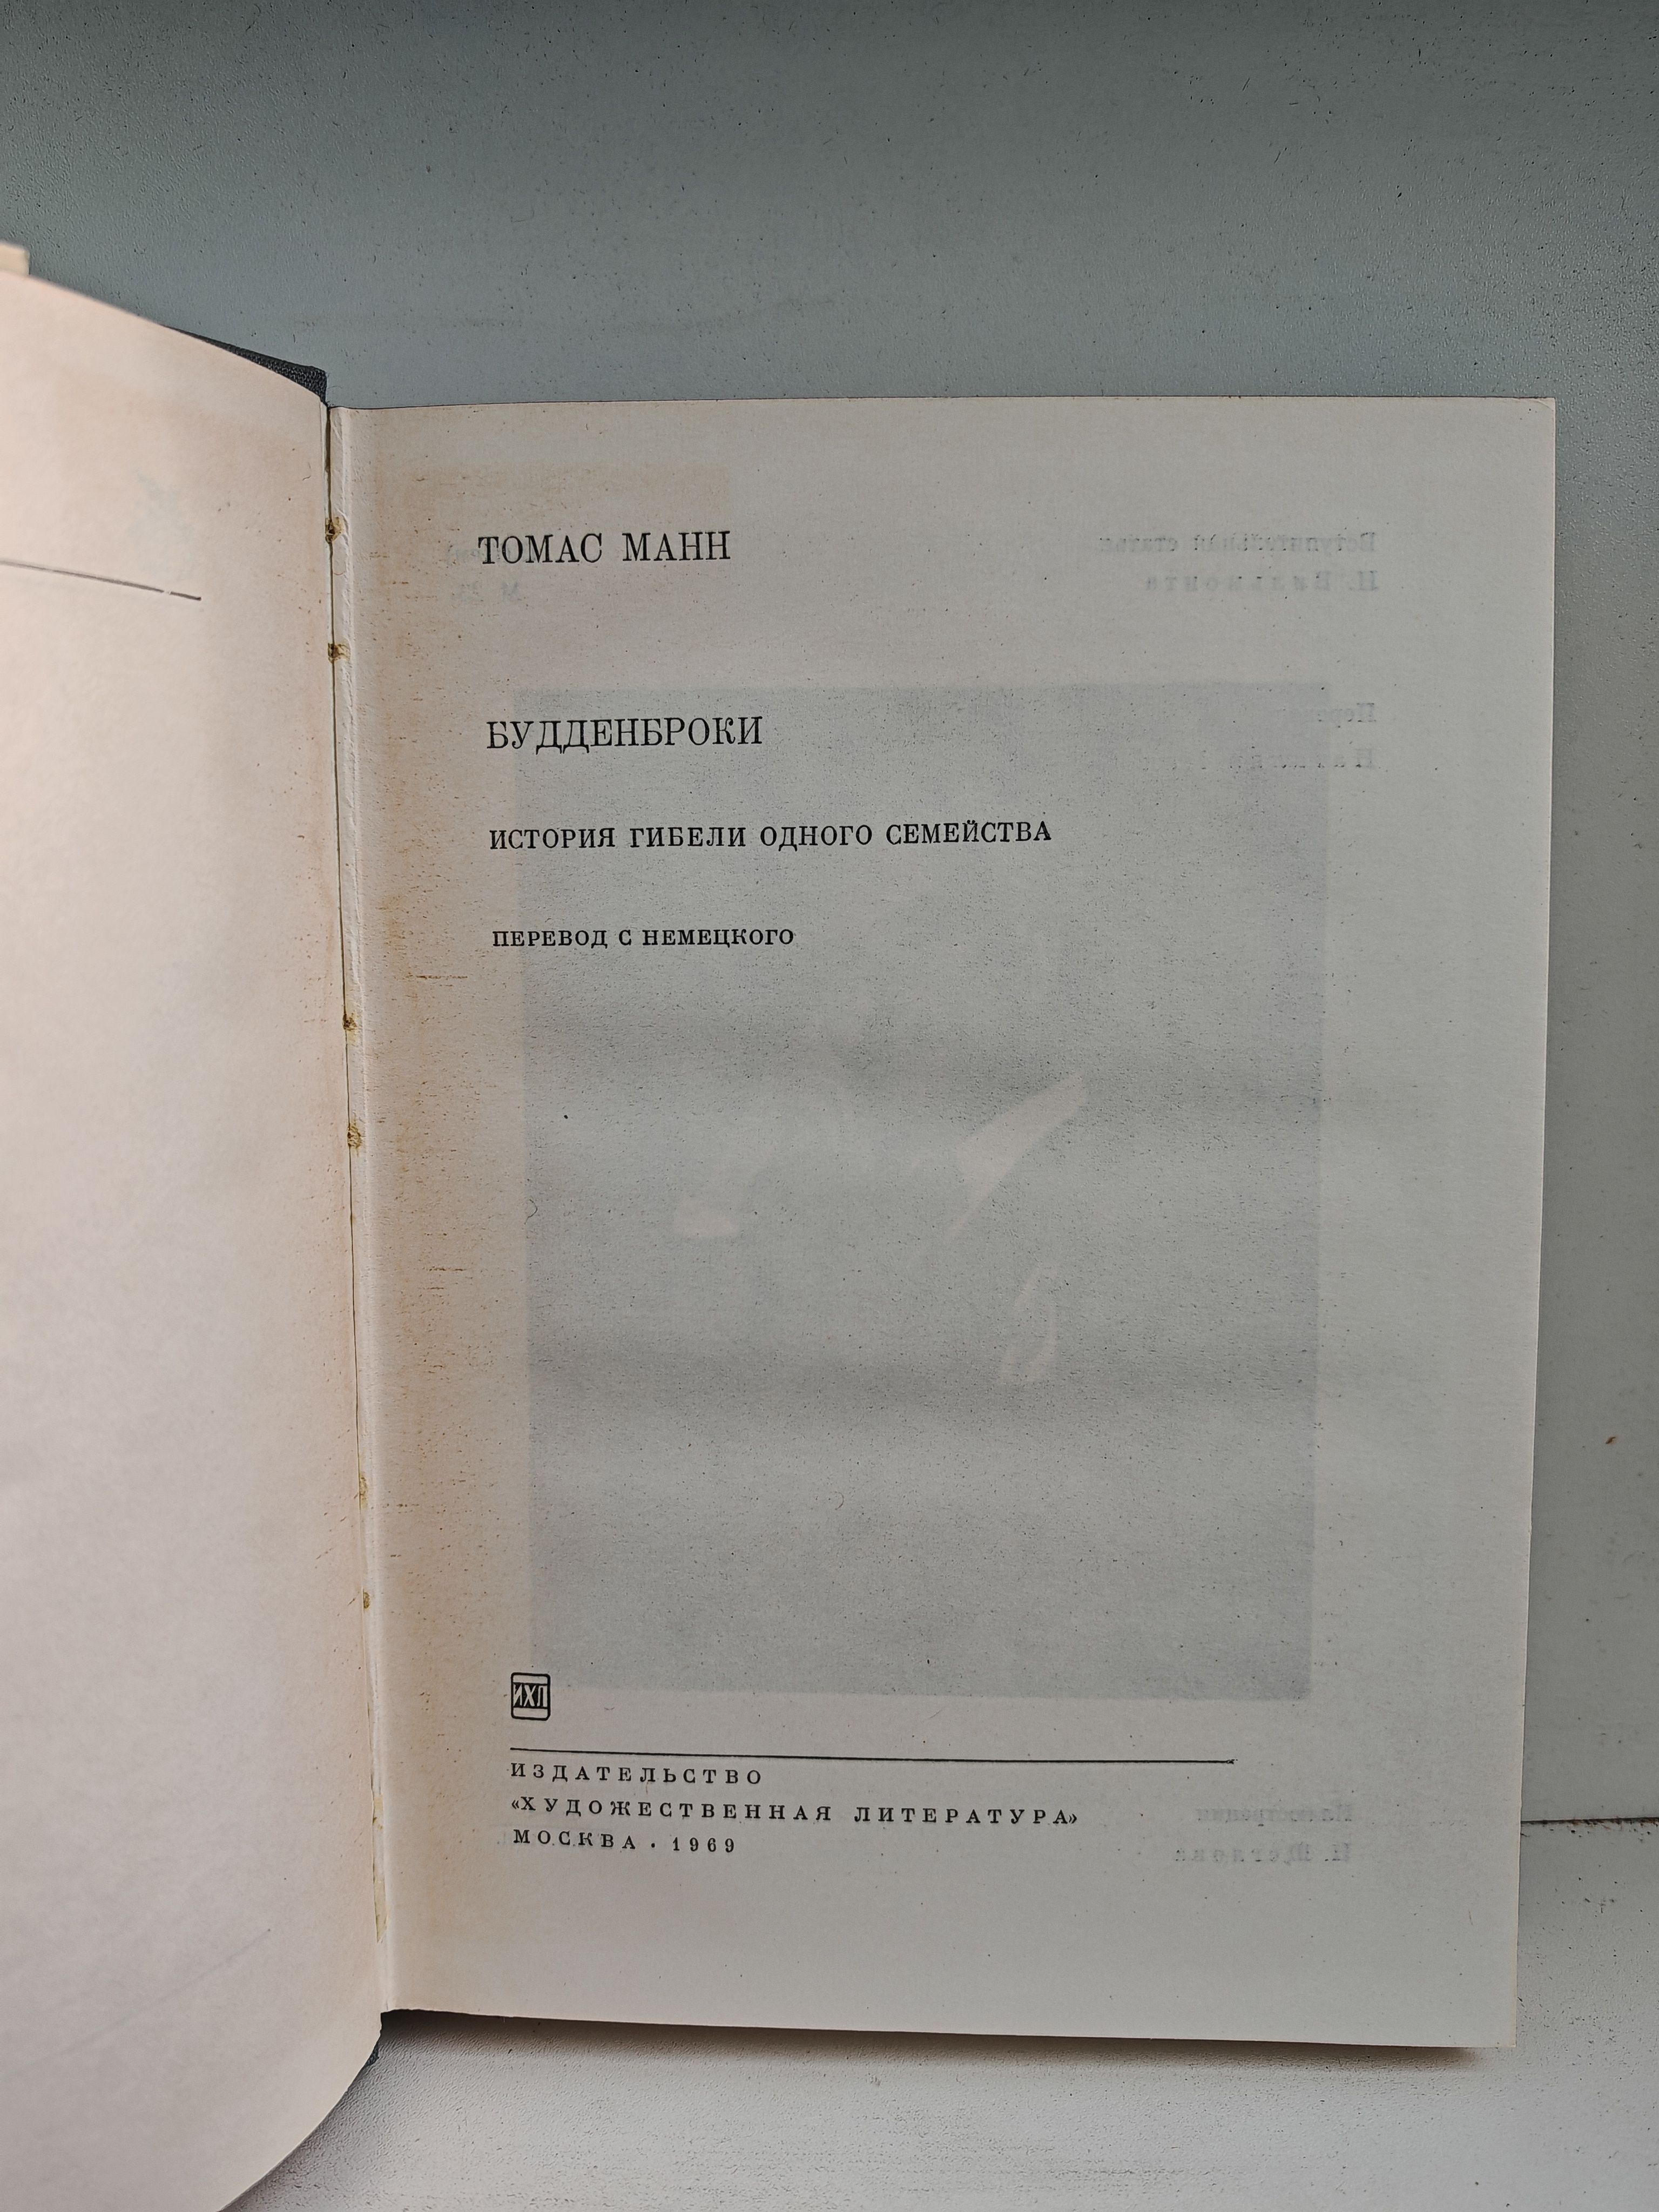 ТОМАС МАНН
БУДДЕНБРОКИ
ИСТОРИЯ ГИБЕЛИ ОДНОГО СЕМЕЙСТВА
ПЕРЕВОД С НЕМЕЦКОГО
ИХЛ
ИЗДАТЕЛЬСТВО
«ХУДОЖЕСТВЕННАЯ ЛИТЕРАТУРА»
МОСКВА · 1969